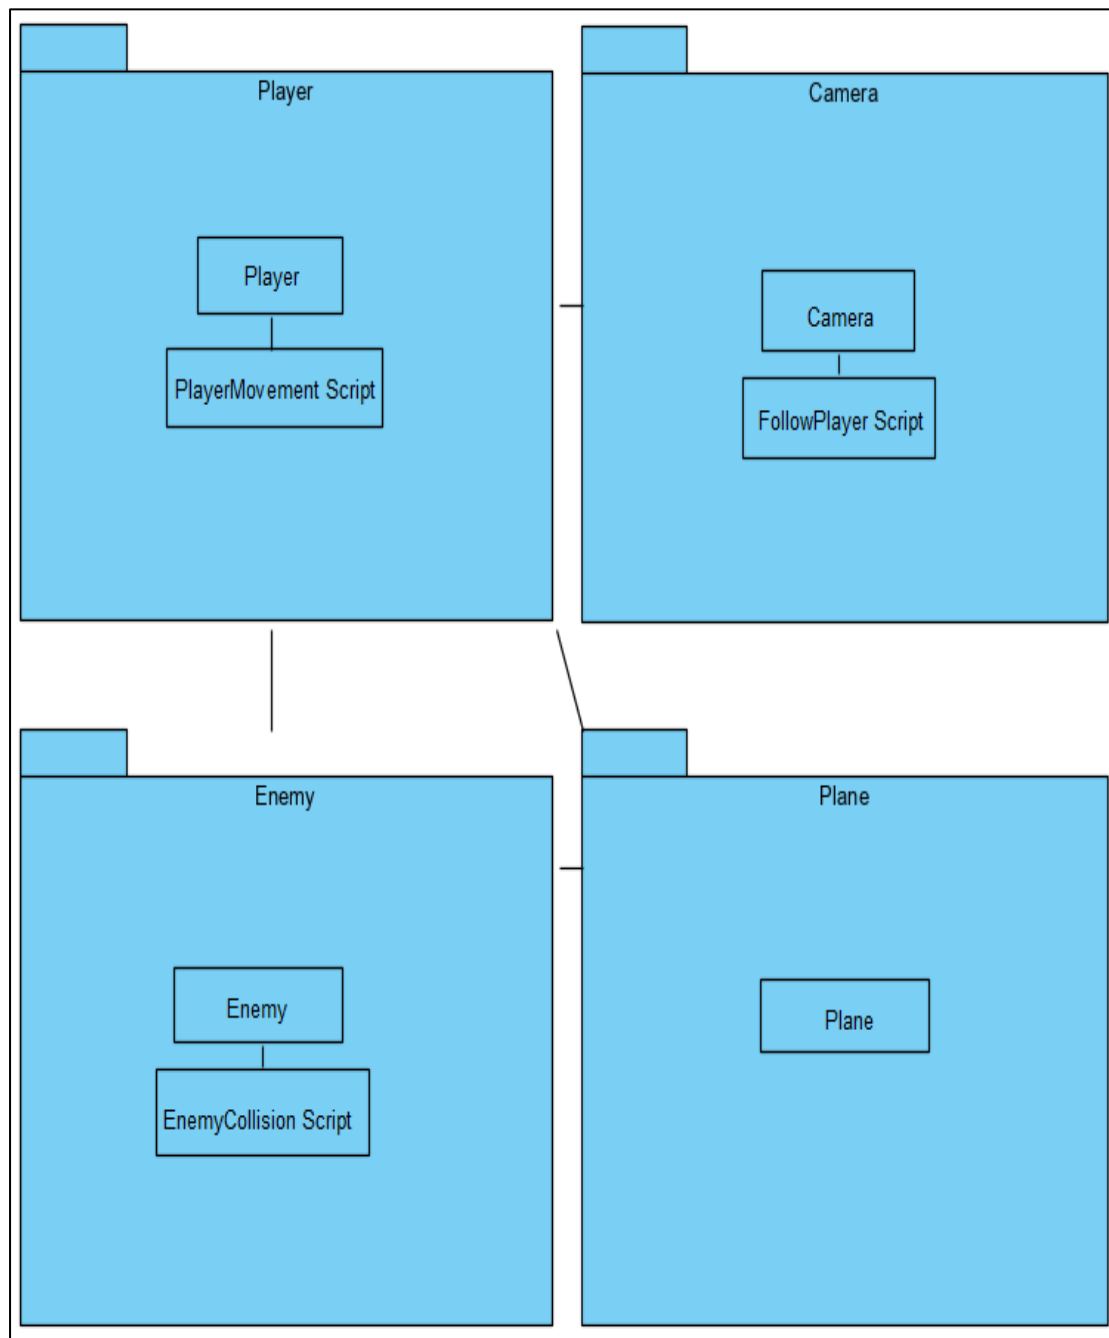 Player
Player
PlayerMovement Script
Camera
Camera
FollowPlayer Script
Enemy
Enemy
EnemyCollision Script
Plane
Plane